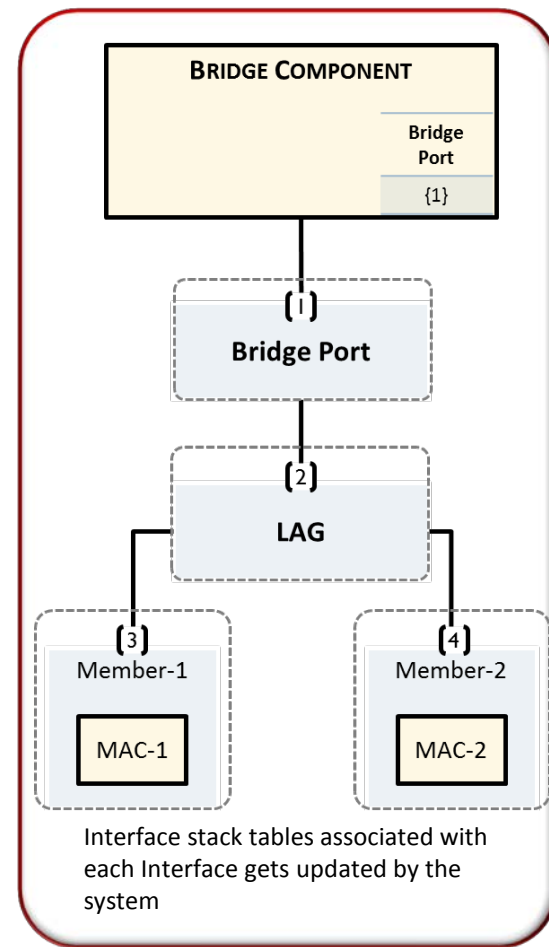 BRIDGE COMPONENT
Bridge
Port
{1}
[1]
Bridge Port
[2]
LAG
[3]
Member-1
MAC-1
[4]
Member-2
MAC-2
Interface stack tables associated with
each Interface gets updated by the
system